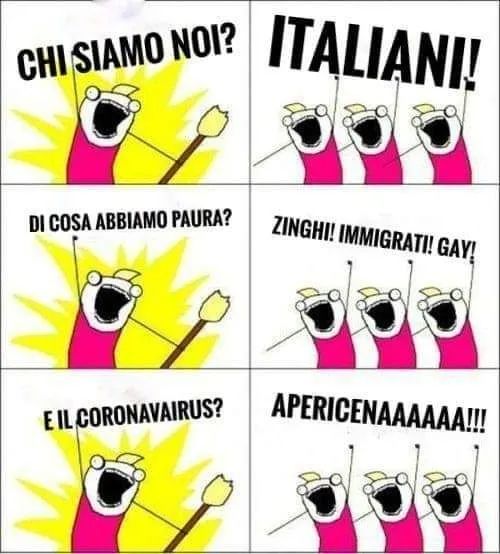 CHI SIAMO NOI?
ITALIANI!
DI COSA ABBIAMO PAURA?
ZINGHI! IMMIGRATI! GAY!
E IL CORONAVAIRUS?
APERICENAAAAAA!!!